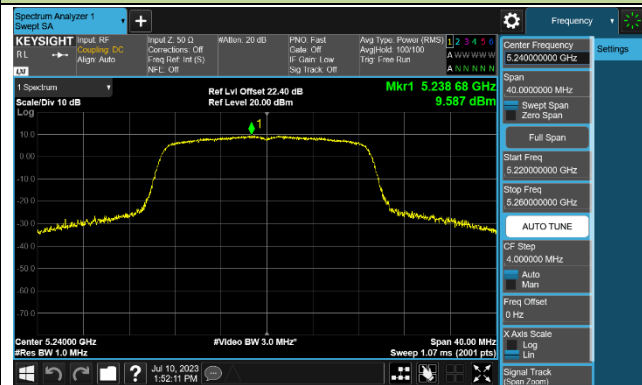 Spectrum Analyzer 1
Swept SA
Frequency
KEYSIGHT
RL
LXI
Input: RF
Coupling: DC
Align: Auto
Input Z: 50 Ω
Corrections: Off
Freq Ref: Int (S)
NFE: Off
#Atten: 20 dB
PNO: Fast
Gate: Off
IF Gain: Low
Sig Track: Off
Avg Type: Power (RMS)
Avg|Hold: 100/100
Trig: Free Run
1 2 3 4 5 6
A W W W W W
A N N N N N
Center Frequency
5.240000000 GHz
Settings
Span
40.0000000 MHz
Swept Span
Zero Span
Full Span
Start Freq
5.220000000 GHz
Stop Freq
5.260000000 GHz
AUTO TUNE
CF Step
4.000000 MHz
Auto
Man
Freq Offset
0 Hz
X Axis Scale
Log
Lin
Signal Track
(Span Zoom)
1 Spectrum
Scale/Div 10 dB
Log
Ref Lvl Offset 22.40 dB
Ref Level 20.00 dBm
Mkr1 5.238 68 GHz
9.587 dBm
1
10.0
0.00
-10.0
-20.0
-30.0
-40.0
-50.0
-60.0
-70.0
Center 5.24000 GHz
#Res BW 1.0 MHz
#Video BW 3.0 MHz*
Span 40.00 MHz
Sweep 1.07 ms (2001 pts)
?
Jul 10, 2023
1:52:11 PM